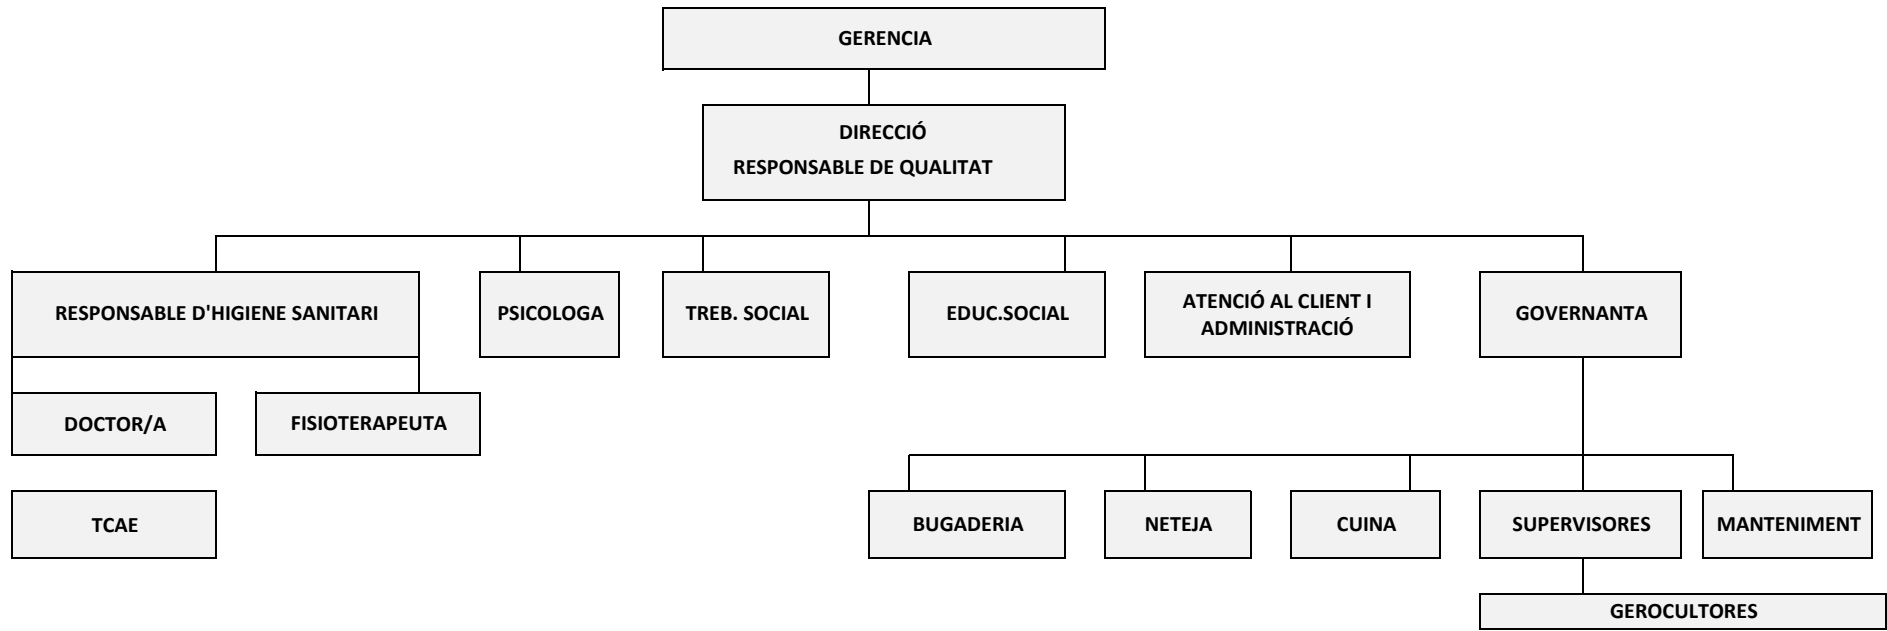 GERENCIA
DIRECCIÓ
RESPONSABLE DE QUALITAT
RESPONSABLE D'HIGIENE SANITARI
PSICOLOGA
TREB. SOCIAL
EDUC.SOCIAL
ATENCIÓ AL CLIENT I
ADMINISTRACIÓ
GOVERNANTA
DOCTOR/A
FISIOTERAPEUTA
TCAE
BUGADERIA
NETEJA
CUINA
SUPERVISORES
MANTENIMENT
GEROCULTORES